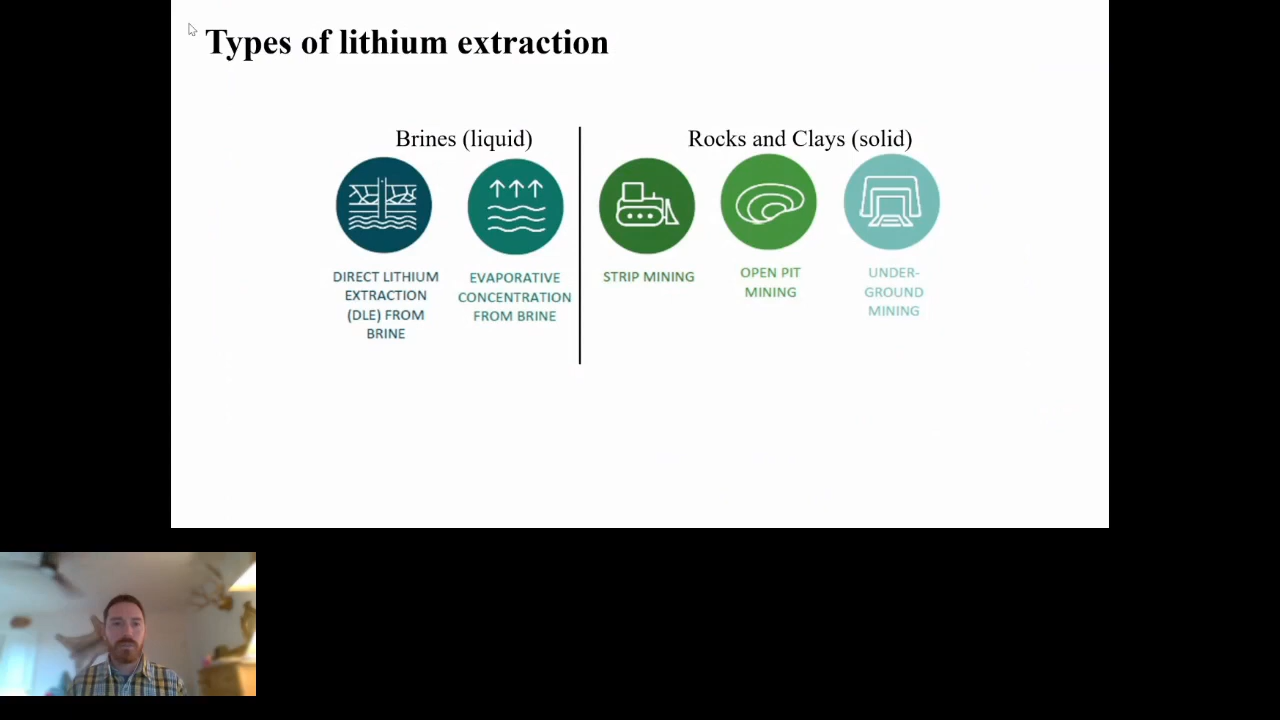 Types of lithium extraction
Brines (liquid)
Rocks and Clays (solid)
DIRECT LITHIUM
EXTRACTION
(DLE) FROM
BRINE
EVAPORATIVE
CONCENTRATION
FROM BRINE
STRIP MINING
OPEN PIT
MINING
UNDER-
GROUND
MINING